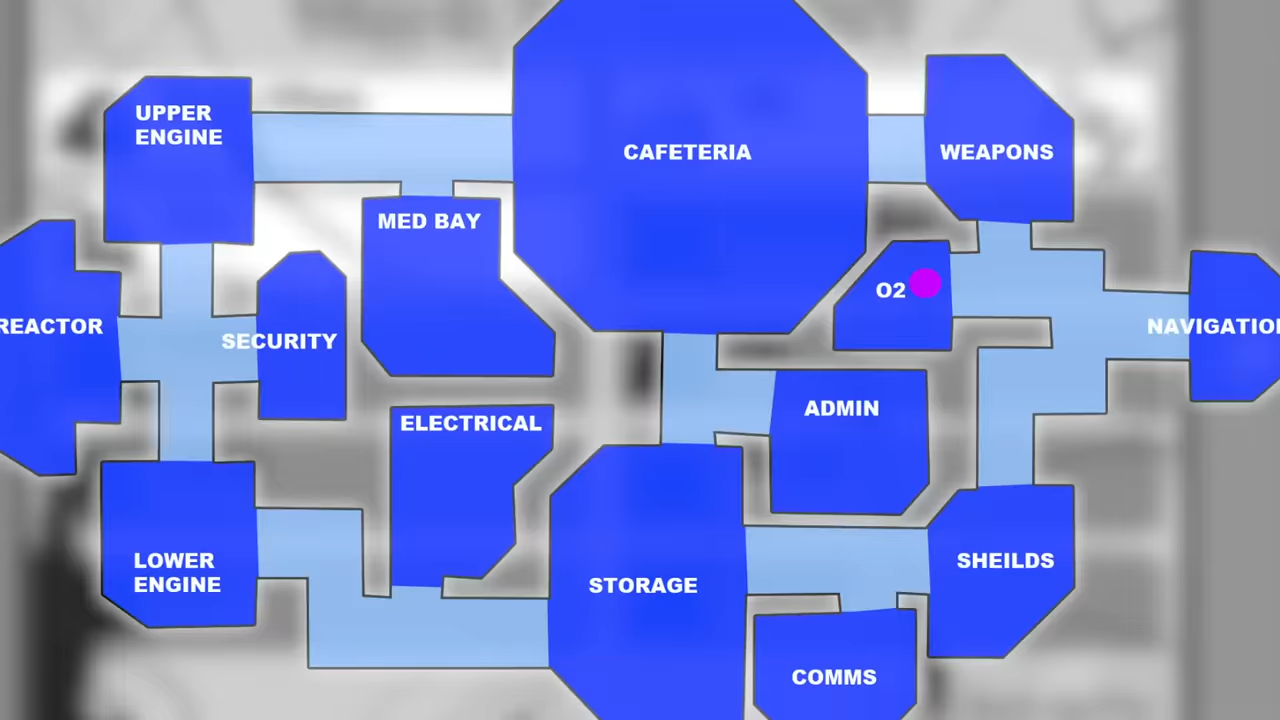 UPPER
ENGINE
CAFETERIA
WEAPONS
MED BAY
O2
REACTOR
SECURITY
NAVIGATIO
ADMIN
ELECTRICAL
LOWER
ENGINE
STORAGE
SHEILDS
COMMS